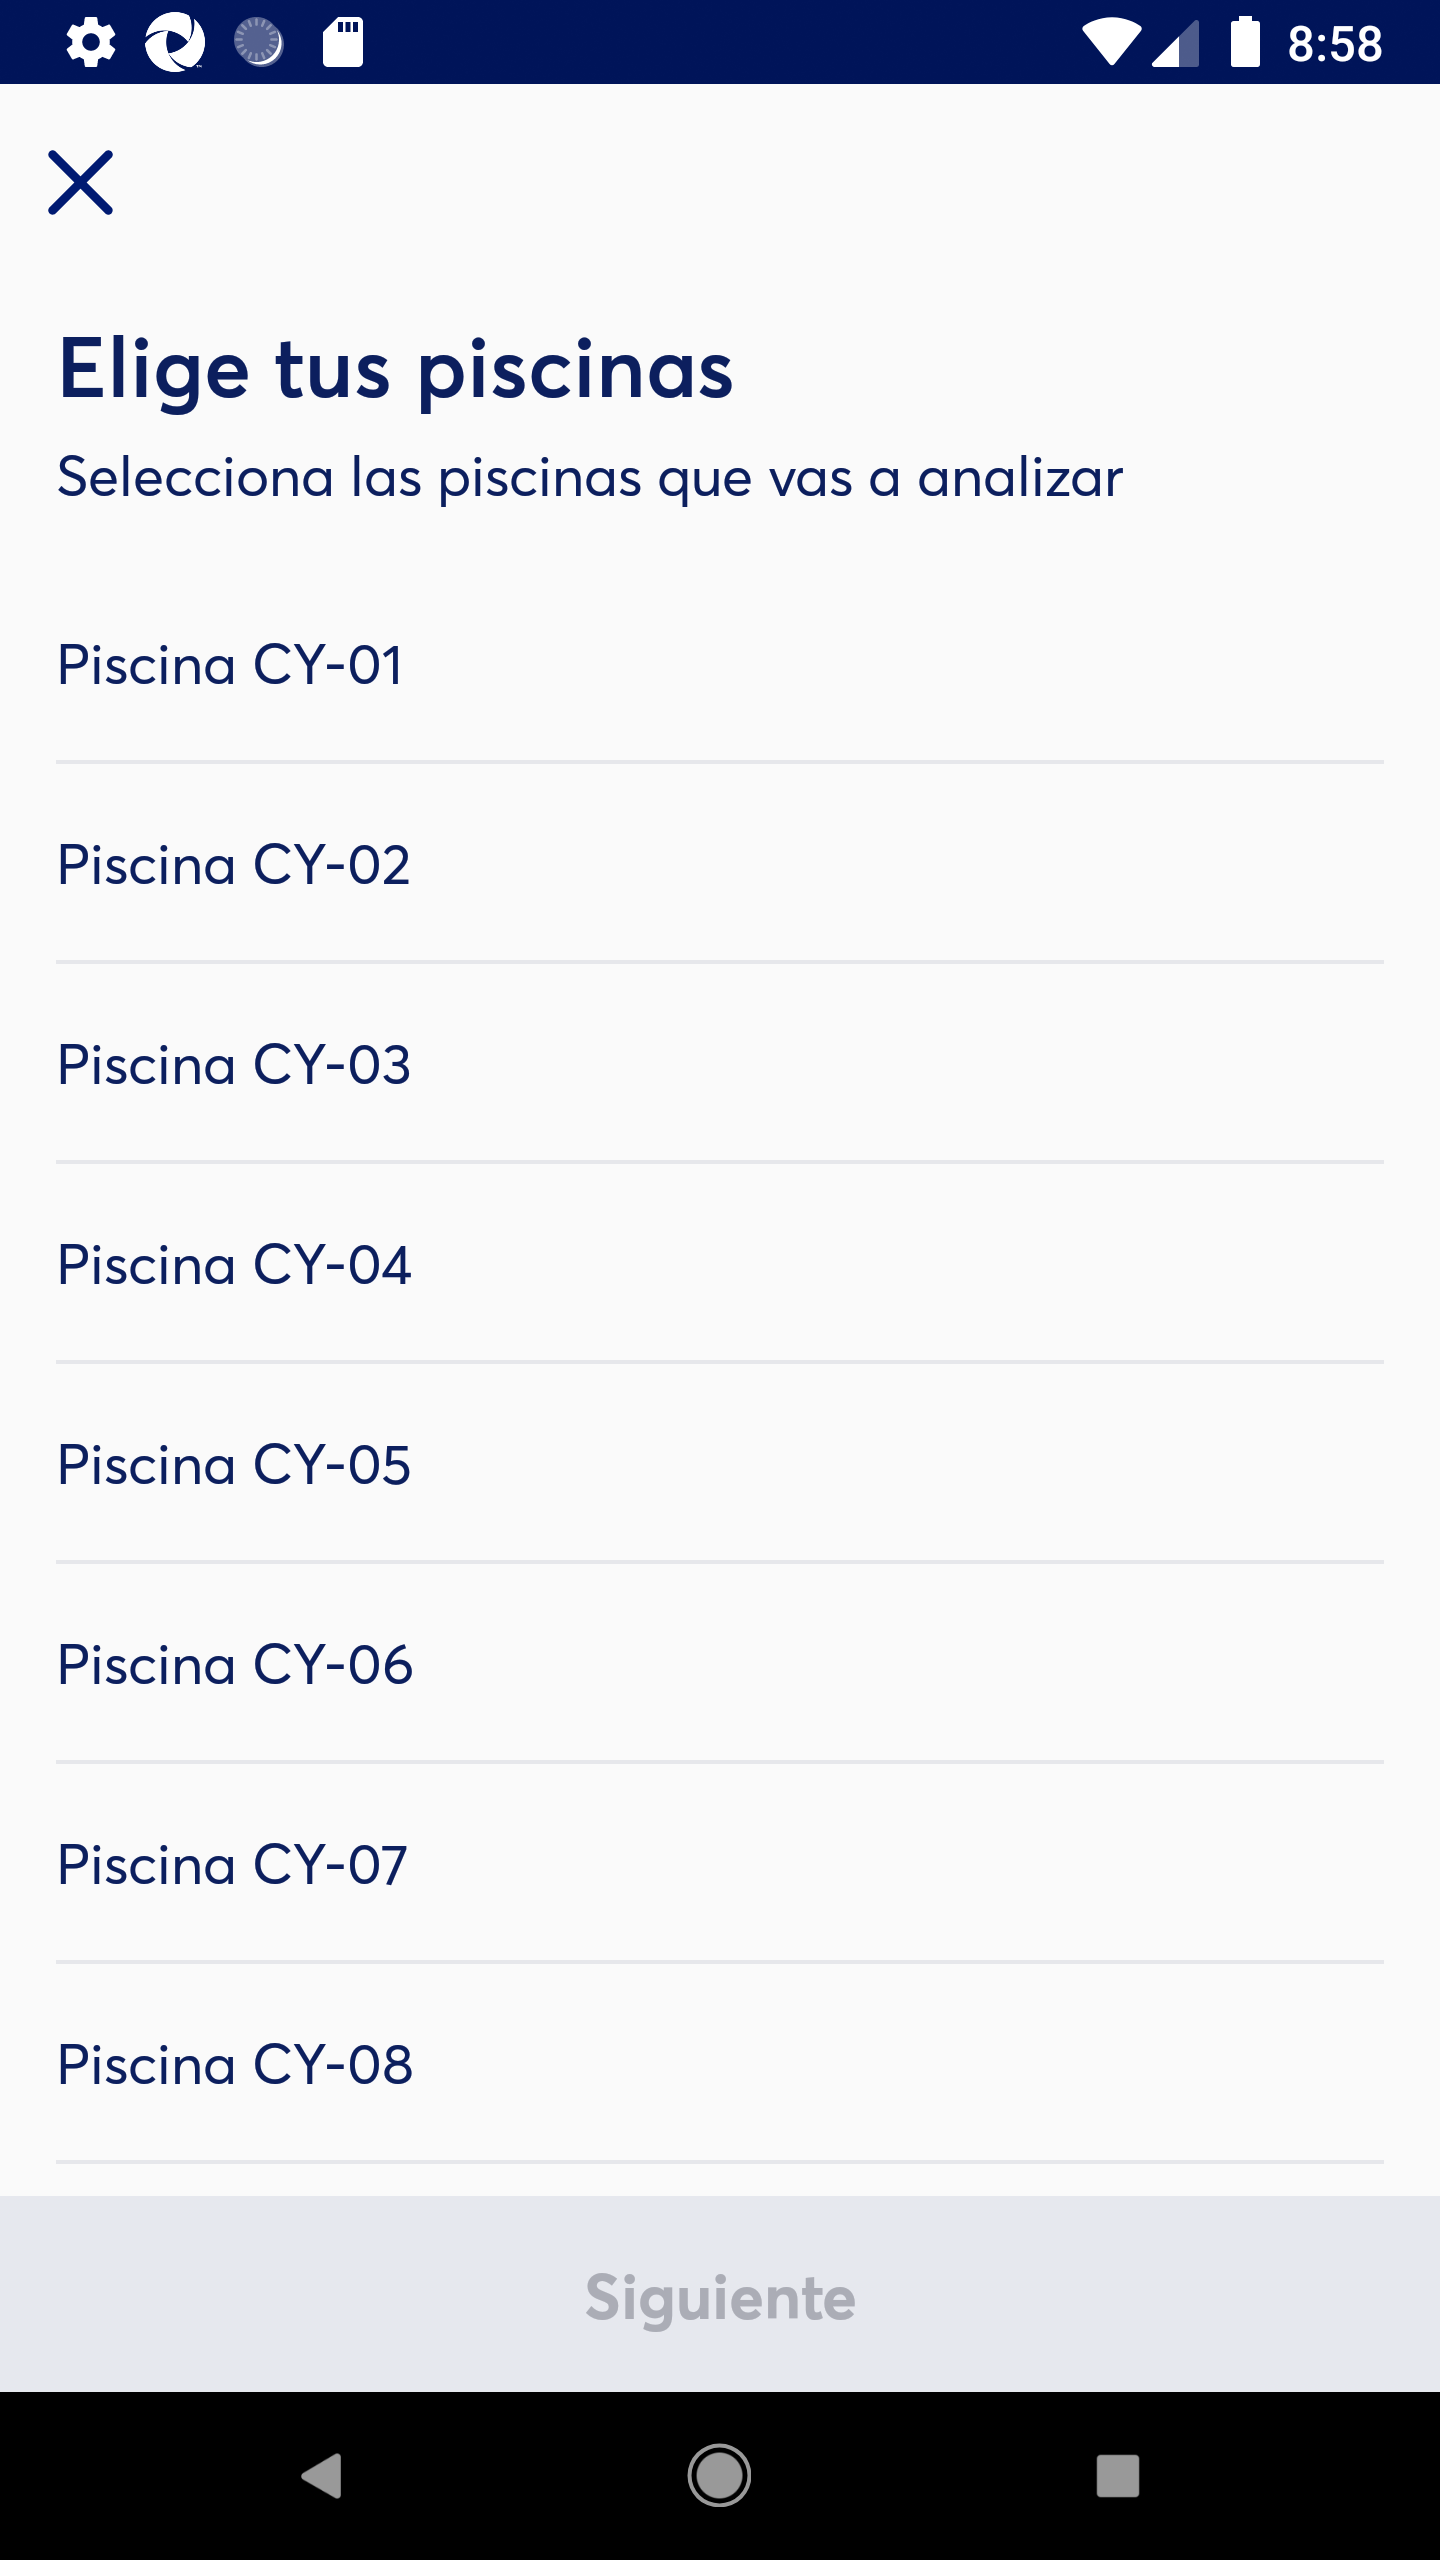 8:58
Elige tus piscinas
Selecciona las piscinas que vas a analizar
Piscina CY-01
Piscina CY-02
Piscina CY-03
Piscina CY-04
Piscina CY-05
Piscina CY-06
Piscina CY-07
Piscina CY-08
Siguiente